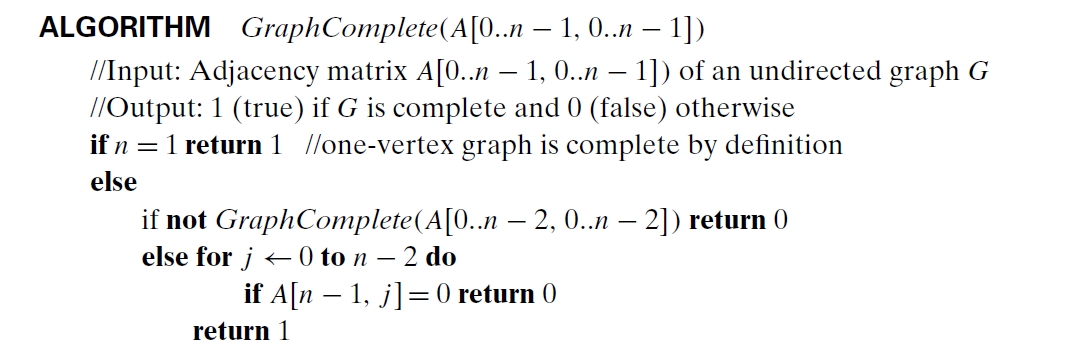 ALGORITHM GraphComplete(A[0..n − 1, 0..n − 1])
//Input: Adjacency matrix A[0..n − 1, 0..n − 1]) of an undirected graph G
//Output: 1 (true) if G is complete and 0 (false) otherwise
if n = 1 return 1 //one-vertex graph is complete by definition
else
if not GraphComplete(A[0..n − 2, 0..n − 2]) return 0
else for j ← 0 to n − 2 do
if A[n − 1, j] = 0 return 0
return 1